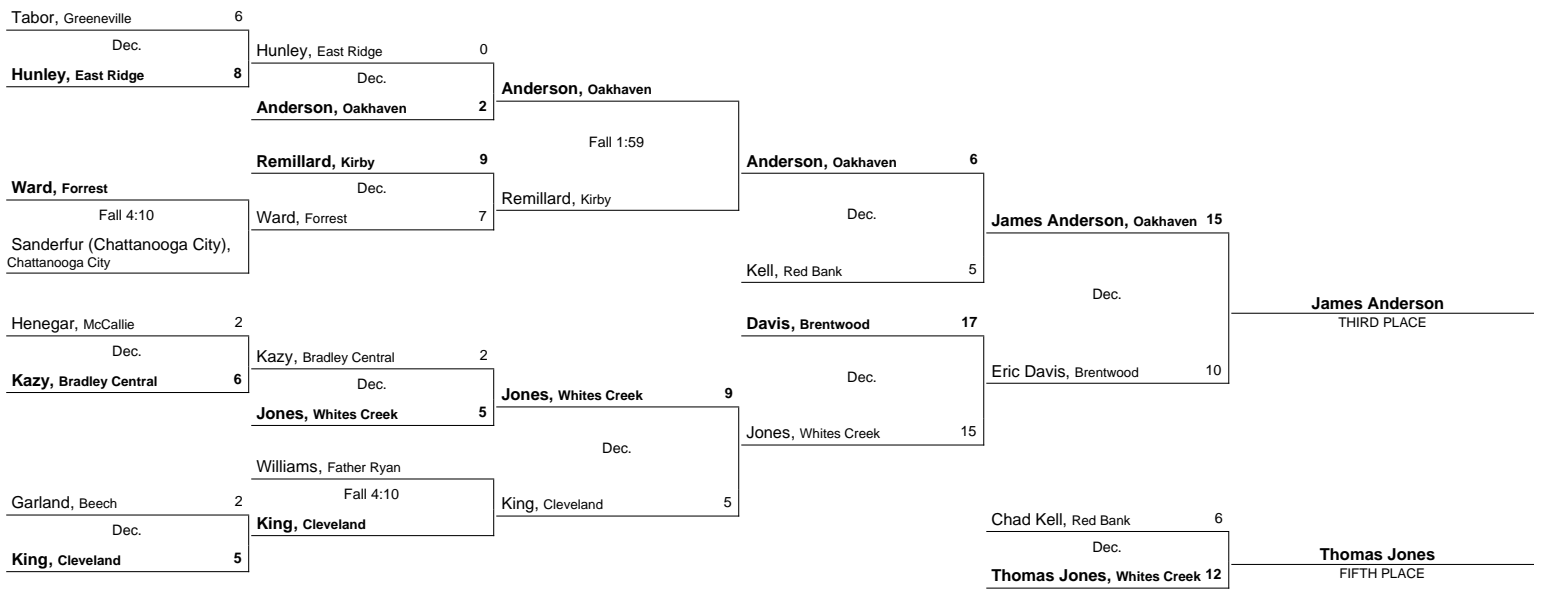 Tabor, Greeneville 6
Dec.
Hunley, East Ridge 8
Ward, Forrest
Fall 4:10
Sanderfur (Chattanooga City),
Chattanooga City
Henegar, McCallie 2
Dec.
Kazy, Bradley Central 6
Garland, Beech 2
Dec.
King, Cleveland 5
Hunley, East Ridge 0
Dec.
Anderson, Oakhaven 2
Remillard, Kirby 9
Dec.
Ward, Forrest 7
Kazy, Bradley Central 2
Dec.
Jones, Whites Creek 5
Williams, Father Ryan
Fall 4:10
King, Cleveland
Anderson, Oakhaven
Fall 1:59
Remillard, Kirby
Jones, Whites Creek 9
Dec.
King, Cleveland 5
Anderson, Oakhaven 6
Dec.
Kell, Red Bank 5
Davis, Brentwood 17
Dec.
Jones, Whites Creek 15
James Anderson, Oakhaven 15
Dec.
Eric Davis, Brentwood 10
Chad Kell, Red Bank 6
Dec.
Thomas Jones, Whites Creek 12
James Anderson
THIRD PLACE
Thomas Jones
FIFTH PLACE